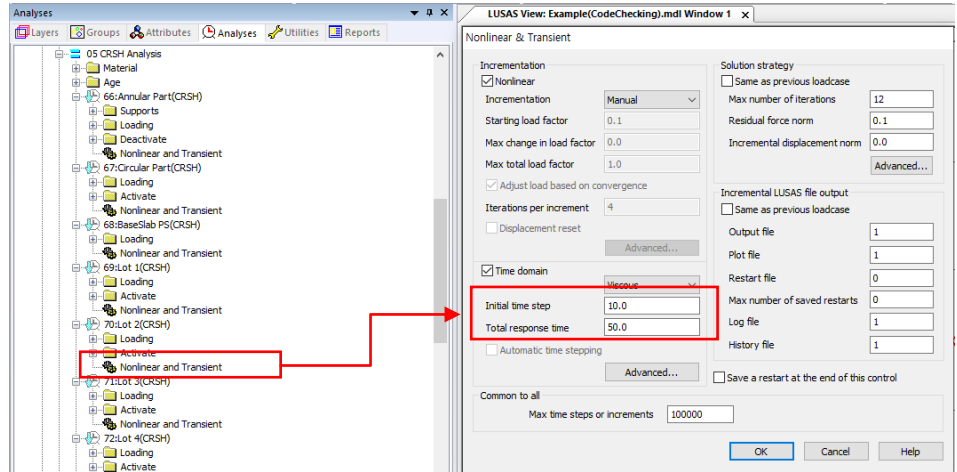 Analyses
Layers Groups Attributes Analyses Utilities Reports
05 CRSH Analysis
Material
Age
66:Annular Part(CRSH)
Supports
Loading
Deactivate
Nonlinear and Transient
67:Circular Part(CRSH)
Loading
Activate
Nonlinear and Transient
68:BaseSlab PS(CRSH)
Loading
Nonlinear and Transient
69:Lot 1(CRSH)
Loading
Activate
Nonlinear and Transient
70:Lot 2(CRSH)
Loading
Activate
Nonlinear and Transient
71:Lot 3(CRSH)
Loading
Activate
Nonlinear and Transient
72:Lot 4(CRSH)
Loading
Activate
LUSAS View: Example(CodeChecking).mdl Window 1 x
Nonlinear & Transient
Incrementation
Nonlinear
Incrementation Manual
Starting load factor 0.1
Max change in load factor 0.0
Max total load factor 1.0
Adjust load based on convergence
Iterations per increment 4
Displacement reset
Advanced...
Time domain
Viscous
Initial time step 10.0
Total response time 50.0
Automatic time stepping
Advanced...
Common to all
Max time steps or increments 100000
Solution strategy
Same as previous loadcase
Max number of iterations 12
Residual force norm 0.1
Incremental displacement norm 0.0
Advanced...
Incremental LUSAS file output
Same as previous loadcase
Output file 1
Plot file 1
Restart file 0
Max number of saved restarts 0
Log file 1
History file 1
Save a restart at the end of this control
OK Cancel Help